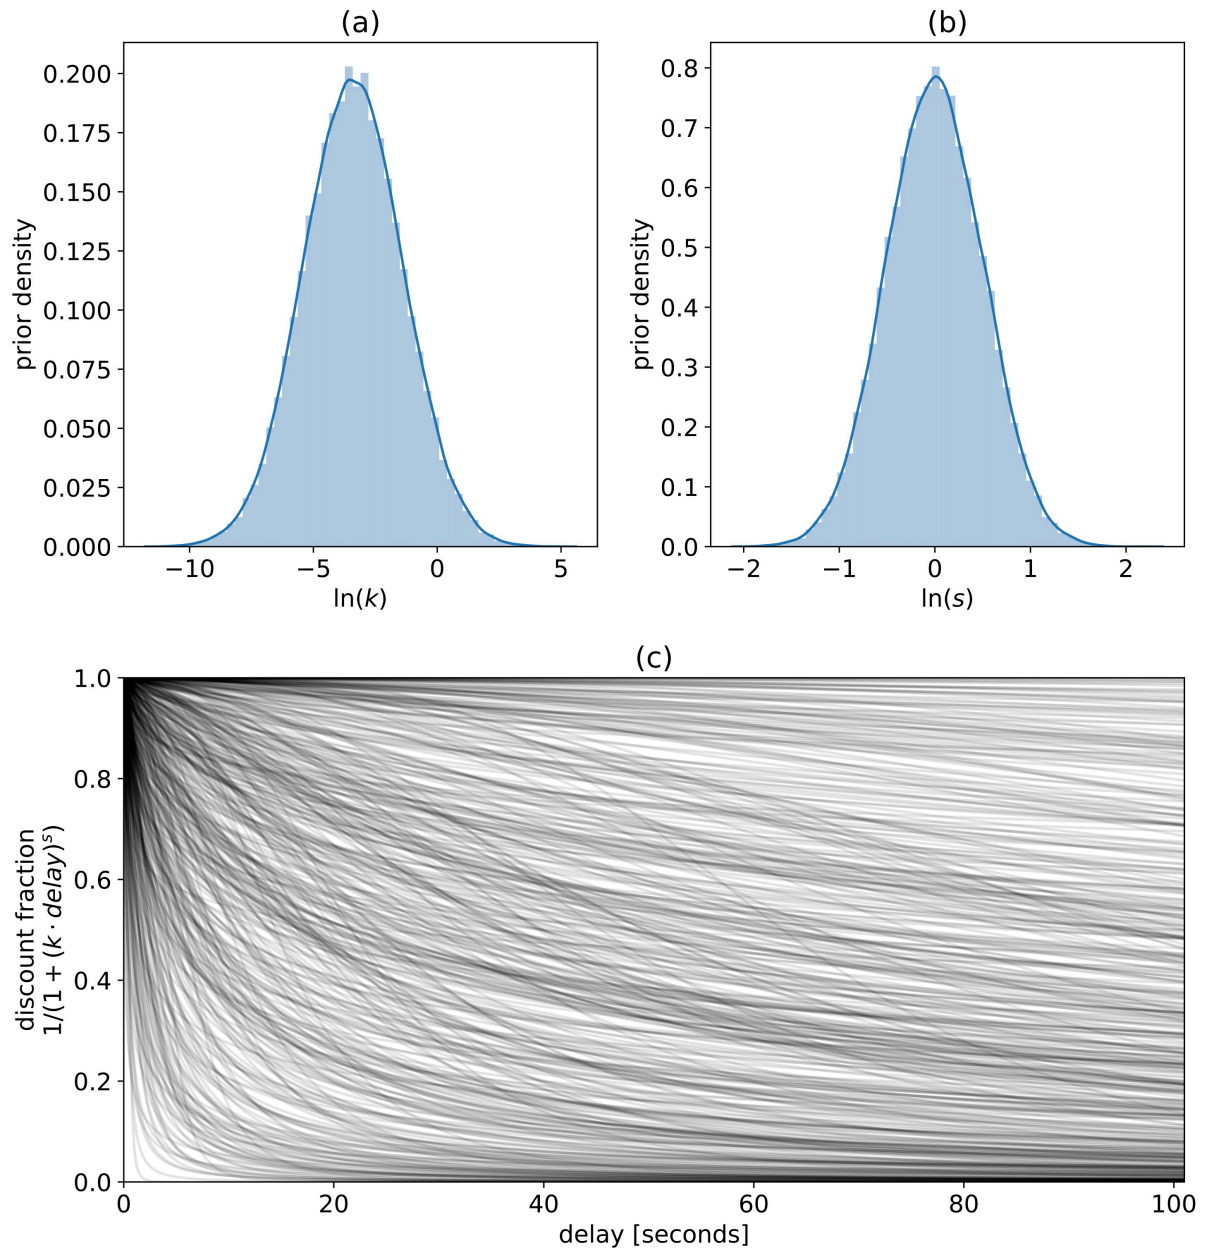 (a)
0.200
0.175
0.150
0.125
0.100
0.075
0.050
0.025
0.000
prior density
−10 −5 0 5
ln(k)
(b)
0.8
0.7
0.6
0.5
0.4
0.3
0.2
0.1
0.0
prior density
−2 −1 0 1 2
ln(s)
(c)
1.0
0.8
0.6
0.4
0.2
0.0
discount fraction
1/(1 + (k · delay)^s)
0 20 40 60 80 100
delay [seconds]